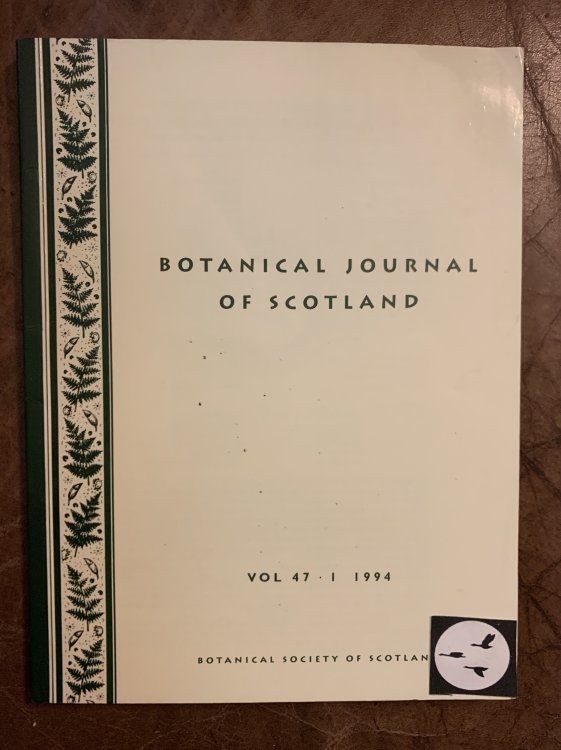 BOTANICAL JOURNAL
OF SCOTLAND
VOL 47 · 1 1994
BOTANICAL SOCIETY OF SCOTLAN